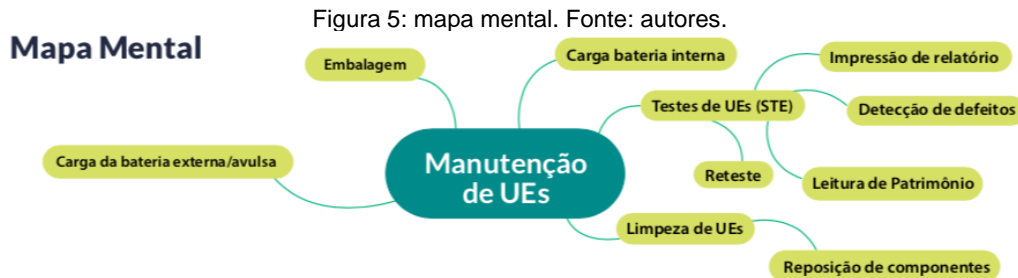 Figura 5: mapa mental. Fonte: autores.
Mapa Mental
Embalagem
Carga bateria interna
Impressão de relatório
Testes de UEs (STE)
Detecção de defeitos
Carga da bateria externa/avulsa
Manutenção
de UEs
Reteste
Leitura de Patrimônio
Limpeza de UEs
Reposição de componentes